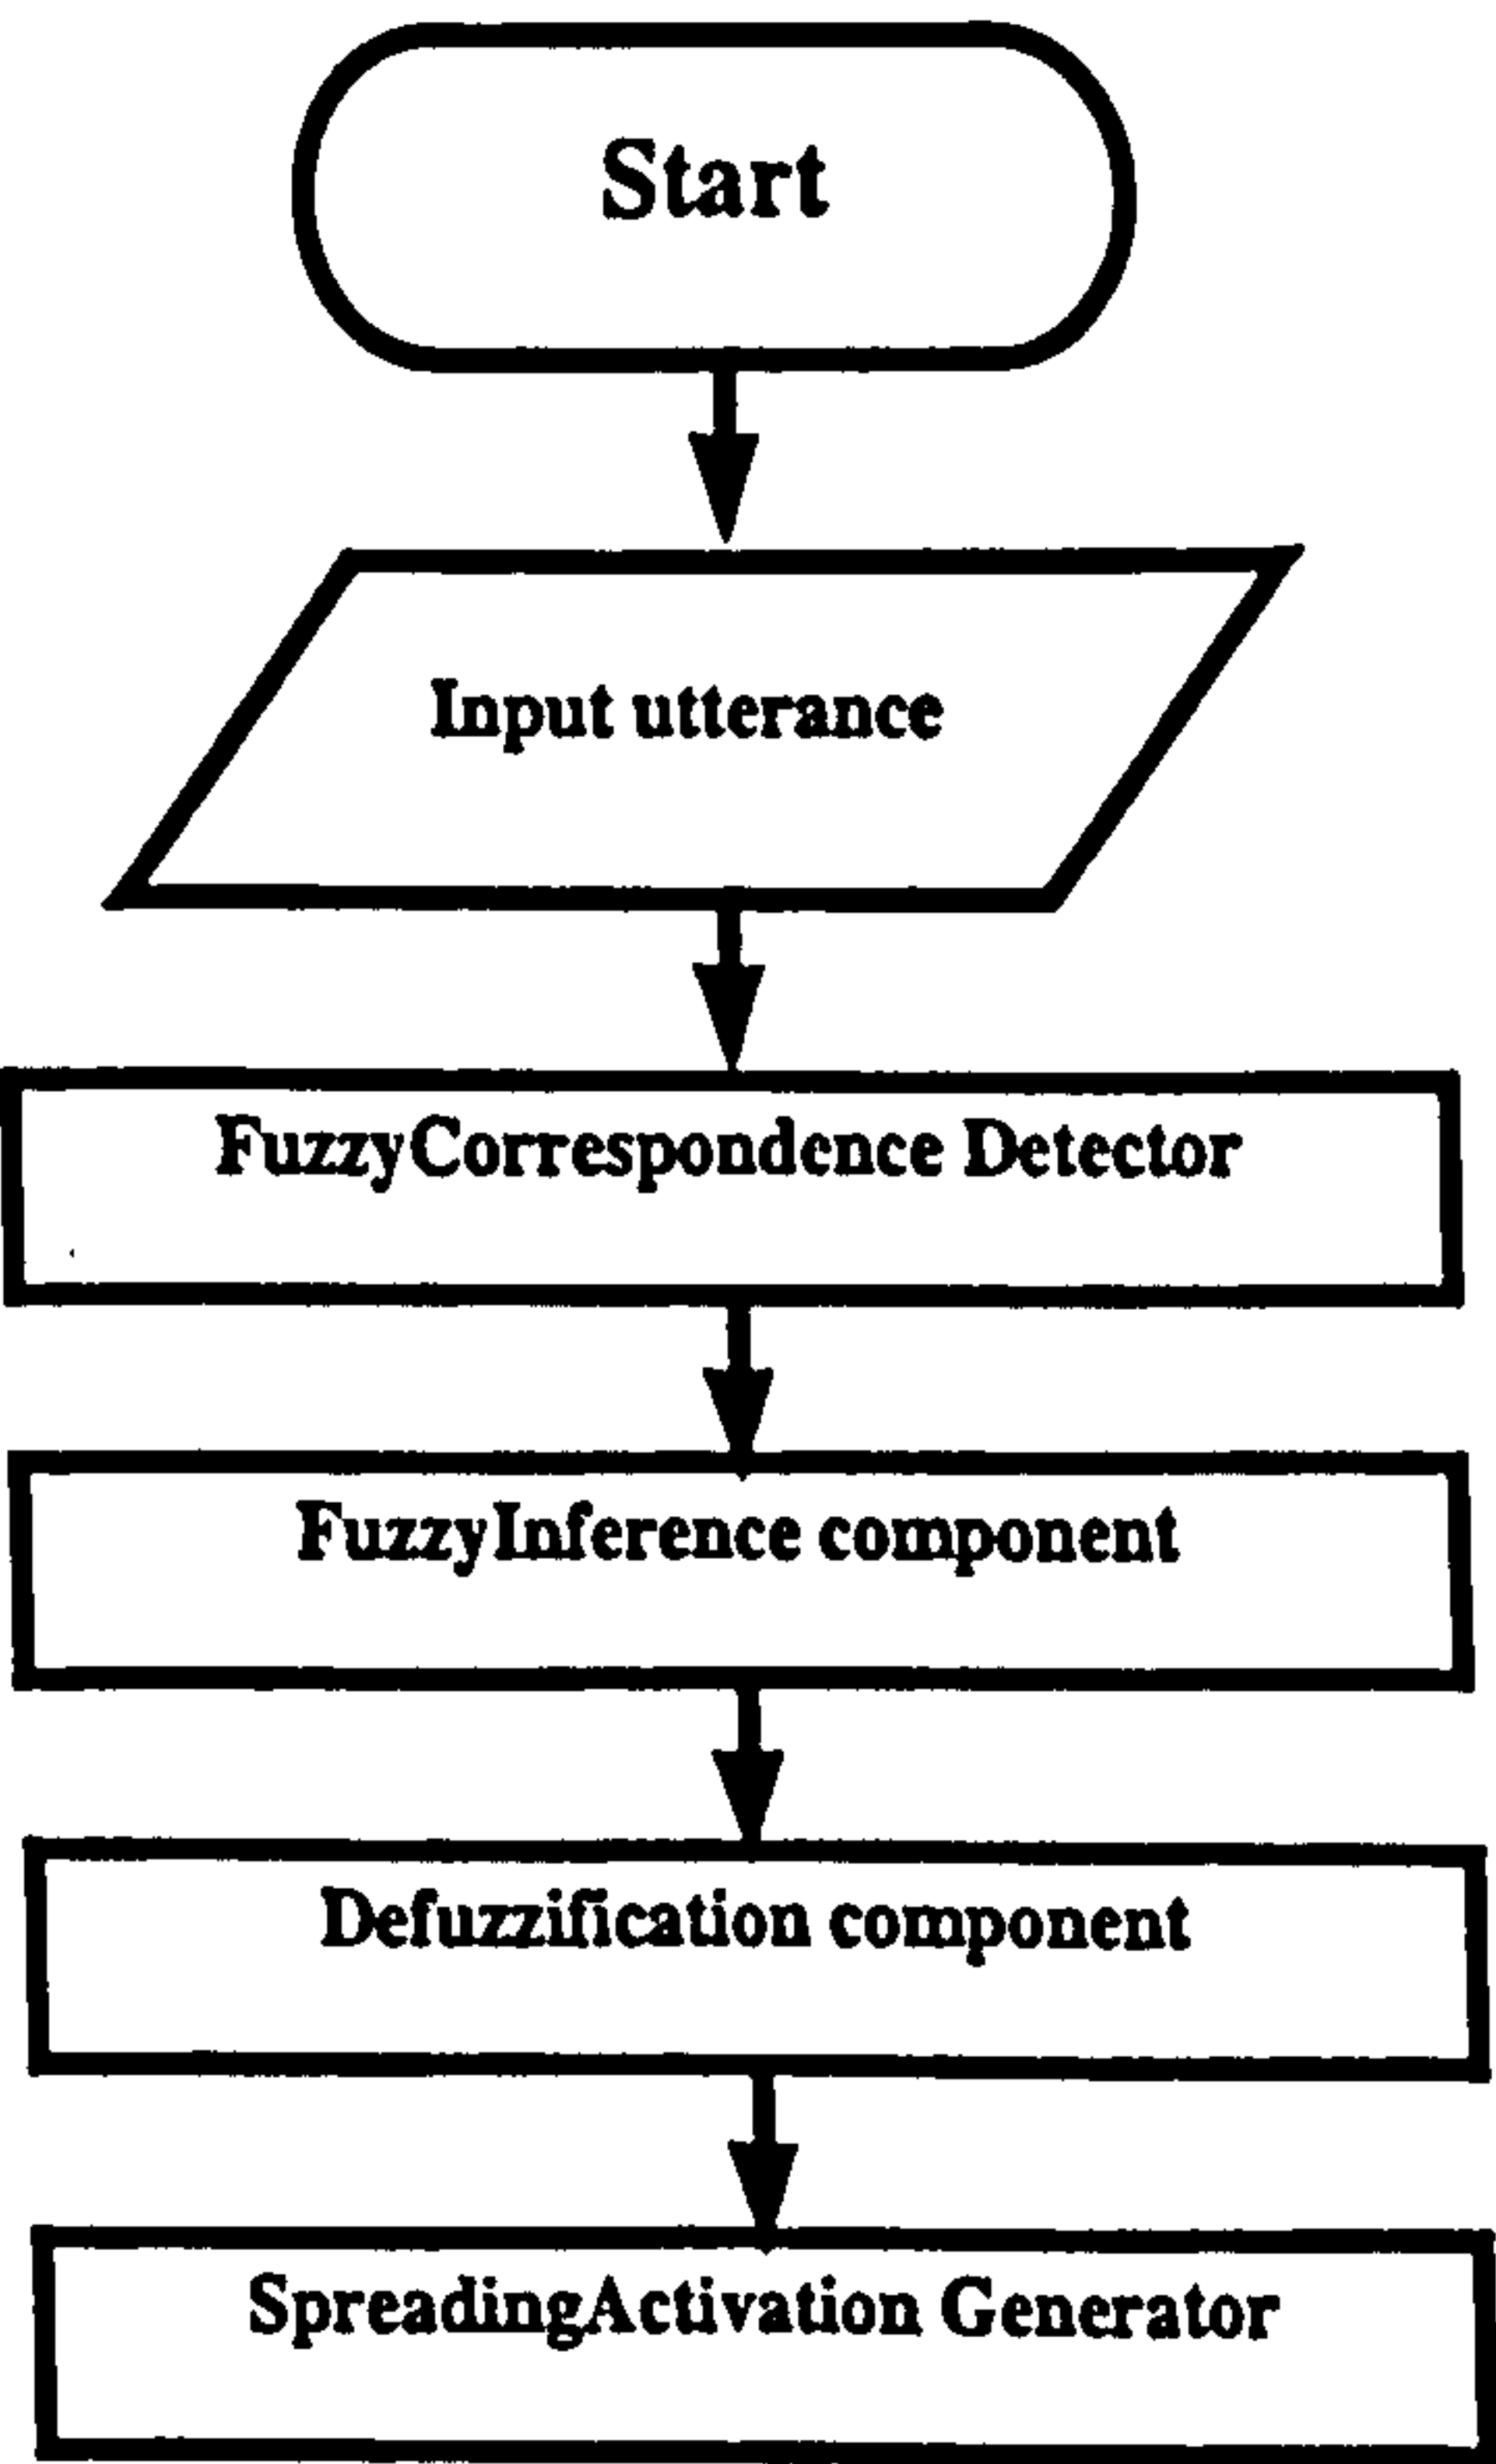 Start
Input utterance
FuzzyCorrespondence Detector
FuzzyInference component
Defuzzification component
SpreadingActivation Generator